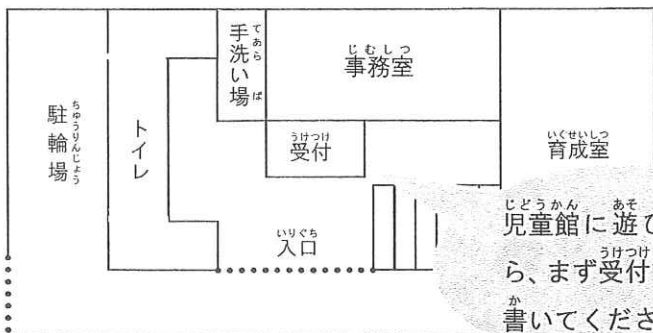 駐輪場
トイレ
手洗い場
事務室
受付
育成室
入口
児童館に遊び
ら、まず受付
書いてくださ